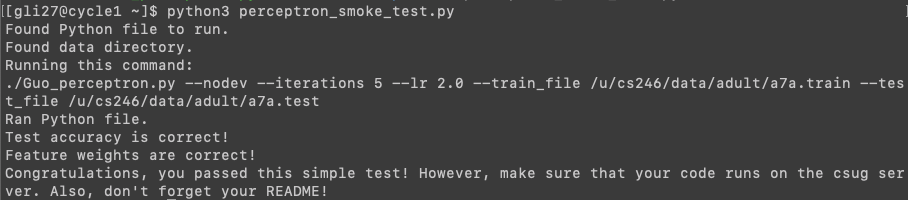 [[gli27@cycle1 ~]$ python3 perceptron_smoke_test.py ]
Found Python file to run.
Found data directory.
Running this command:
./Guo_perceptron.py --nodev --iterations 5 --lr 2.0 --train_file /u/cs246/data/adult/a7a.train --tes
t_file /u/cs246/data/adult/a7a.test
Ran Python file.
Test accuracy is correct!
Feature weights are correct!
Congratulations, you passed this simple test! However, make sure that your code runs on the csug ser
ver. Also, don't forget your README!